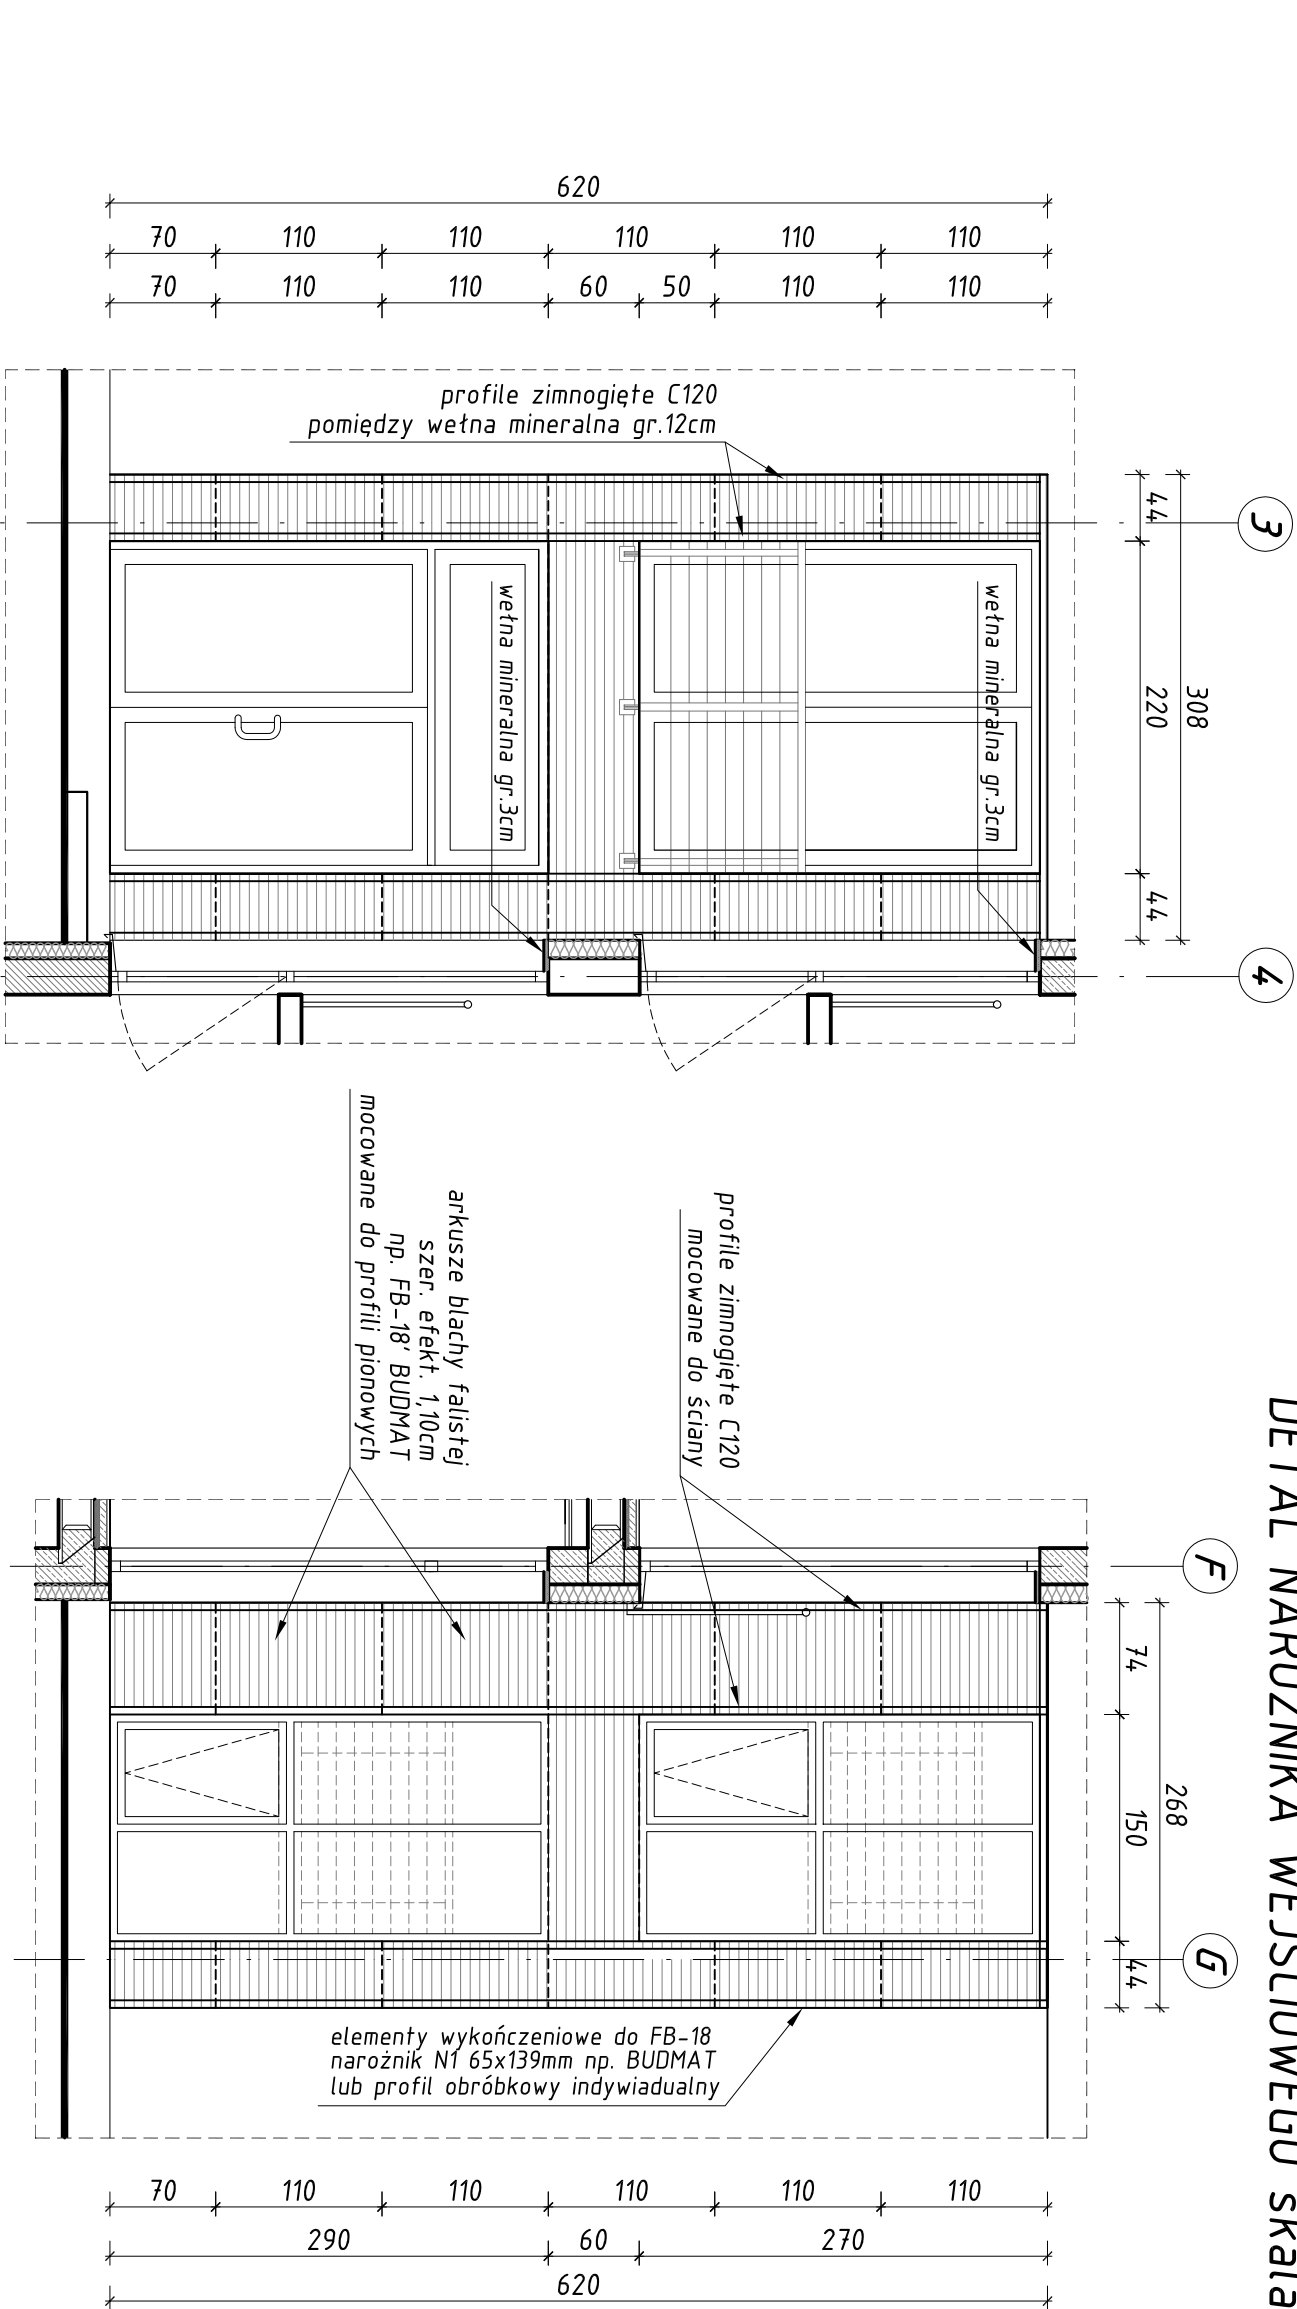 DETAL NAROŻNIKA WEJŚCIOWEGO skala
620
70 110 110 110 110 110
70 110 110 60 50 110 110
profile zimnogięte C120
pomiędzy wełna mineralna gr.12cm
3
44
308
220
44
4
wełna mineralna gr.3cm
wełna mineralna gr.3cm
profile zimnogięte C120
mocowane do ściany
arkusze blachy falistej
szer. efekt. 1,10cm
np. FB-18' BUDMAT
mocowane do profili pionowych
F
74
268
150
44
G
elementy wykończeniowe do FB-18
narożnik N1 65x139mm np. BUDMAT
lub profil obróbkowy indywiadualny
70 110 110 110 110 110
290 60 270
620